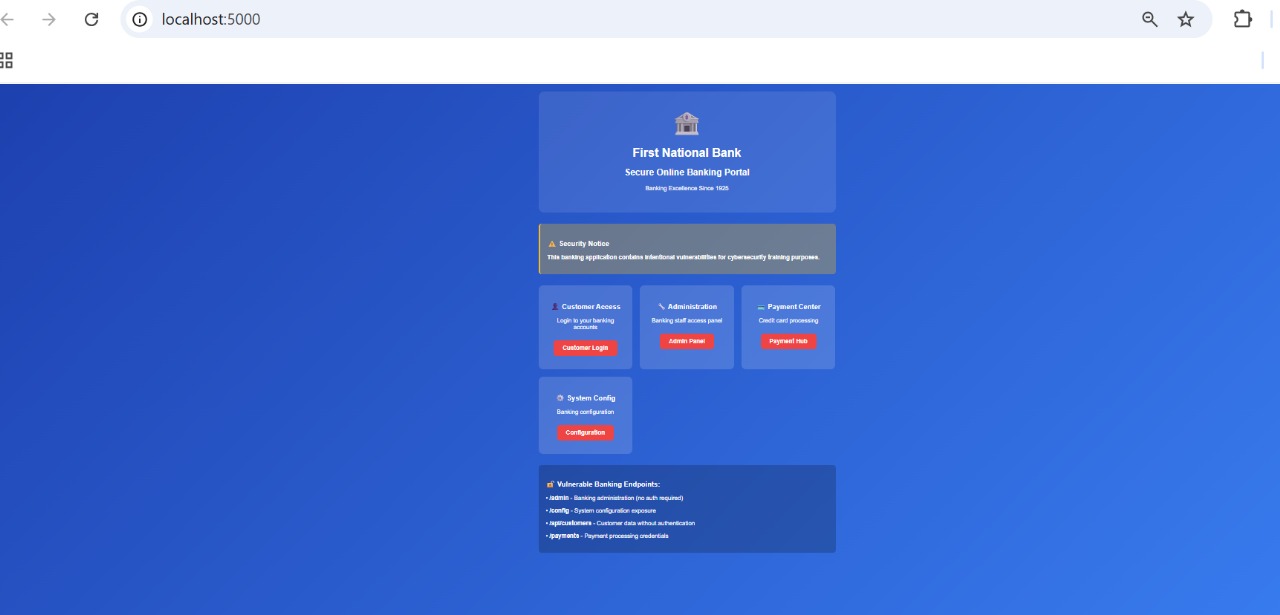 localhost:5000
First National Bank
Secure Online Banking Portal
Banking Excellence Since 1925
Security Notice
This banking application contains intentional vulnerabilities for cybersecurity training purposes.
Customer Access
Login to your banking
accounts
Customer Login
Administration
Banking staff access panel
Admin Panel
Payment Center
Credit card processing
Payment Hub
System Config
Banking configuration
Configuration
Vulnerable Banking Endpoints:
• /admin - Banking administration (no auth required)
• /config - System configuration exposure
• /api/customers - Customer data without authentication
• /payments - Payment processing credentials